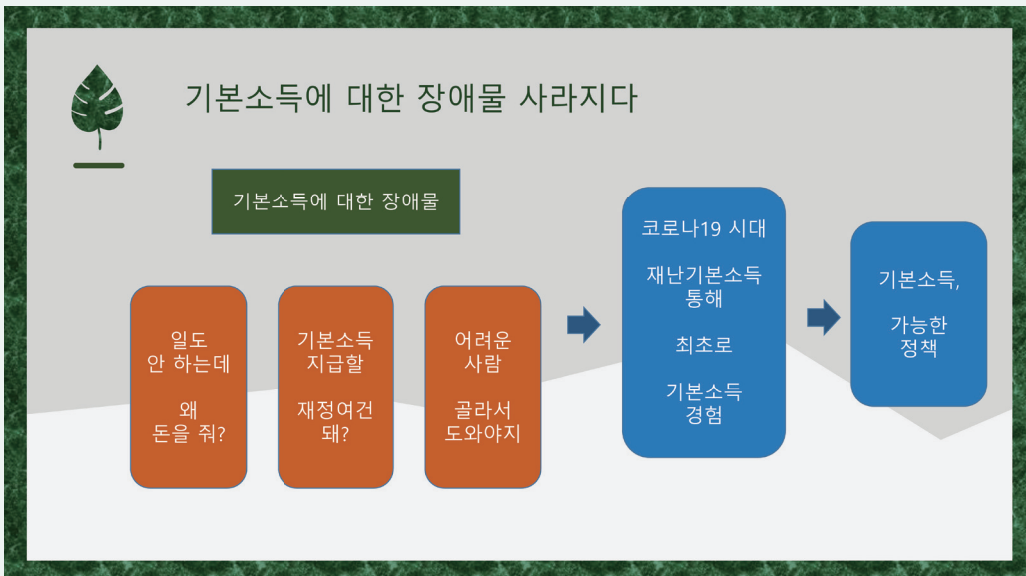 기본소득에 대한 장애물 사라지다
기본소득에 대한 장애물
일도
안 하는데
왜
돈을 줘?
기본소득
지급할
재정여건
돼?
어려운
사람
골라서
도와야지
코로나19 시대
재난기본소득
통해
최초로
기본소득
경험
기본소득,
가능한
정책